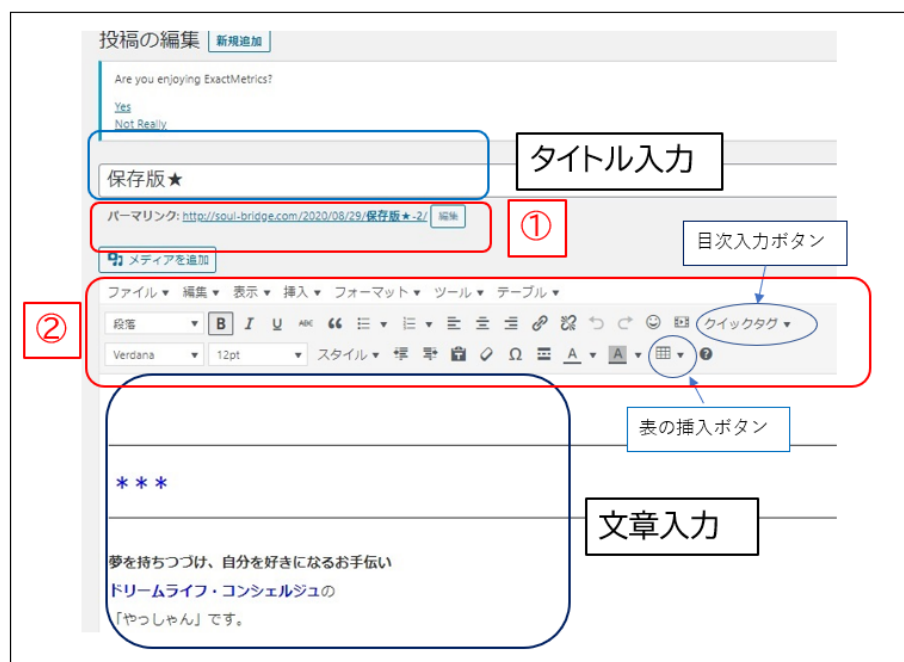 投稿の編集 新規追加
Are you enjoying ExactMetrics?
Yes
Not Really
タイトル入力
保存版★
パーマリンク: http://soul-bridge.com/2020/08/29/保存版★-2/ 編集
①
目次入力ボタン
メディアを追加
②
ファイル ▼ 編集 ▼ 表示 ▼ 挿入 ▼ フォーマット ▼ ツール ▼ テーブル ▼
段落 ▼ B I U ABC クイックタグ ▼
Verdana ▼ 12pt ▼ スタイル ▼ Ω A ▼ A ▼
表の挿入ボタン
＊＊＊
文章入力
夢を持ちつづけ、自分を好きになるお手伝い
ドリームライフ・コンシェルジュの
「やっしゃん」です。